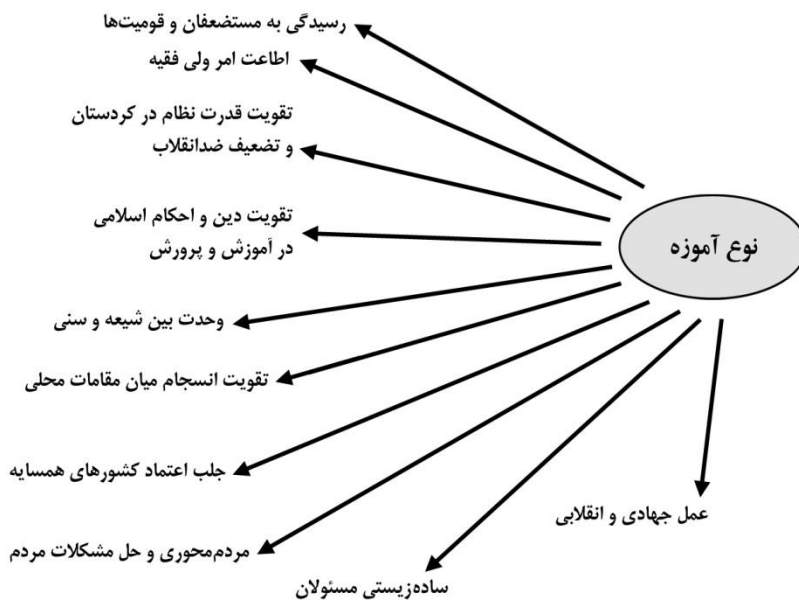 رسیدگی به مستضعفان و قومیت‌ها
اطاعت امر ولی فقیه
تقویت قدرت نظام در کردستان
و تضعیف ضدانقلاب
تقویت دین و احکام اسلامی
در آموزش و پرورش
نوع آموزه
وحدت بین شیعه و سنی
تقویت انسجام میان مقامات محلی
جلب اعتماد کشورهای همسایه
عمل جهادی و انقلابی
مردم‌محوری و حل مشکلات مردم
ساده‌زیستی مسئولان